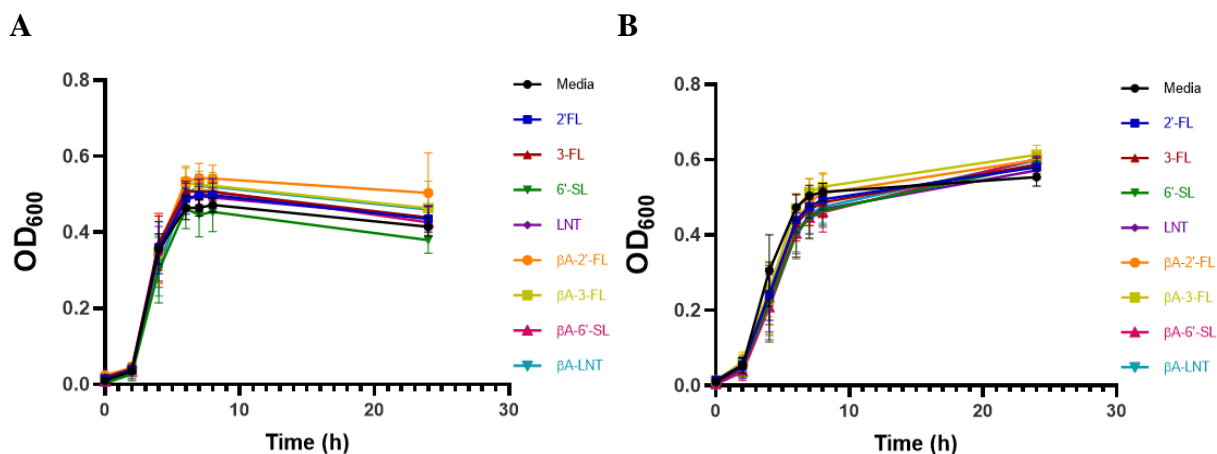 A
OD600
0.8
0.6
0.4
0.2
0.0
0
10
20
30
Time (h)
Media
2'FL
3-FL
6'-SL
LNT
βA-2'-FL
βA-3-FL
βA-6'-SL
βA-LNT
B
OD600
0.8
0.6
0.4
0.2
0.0
0
10
20
30
Time (h)
Media
2'-FL
3-FL
6'-SL
LNT
βA-2'-FL
βA-3-FL
βA-6'-SL
βA-LNT